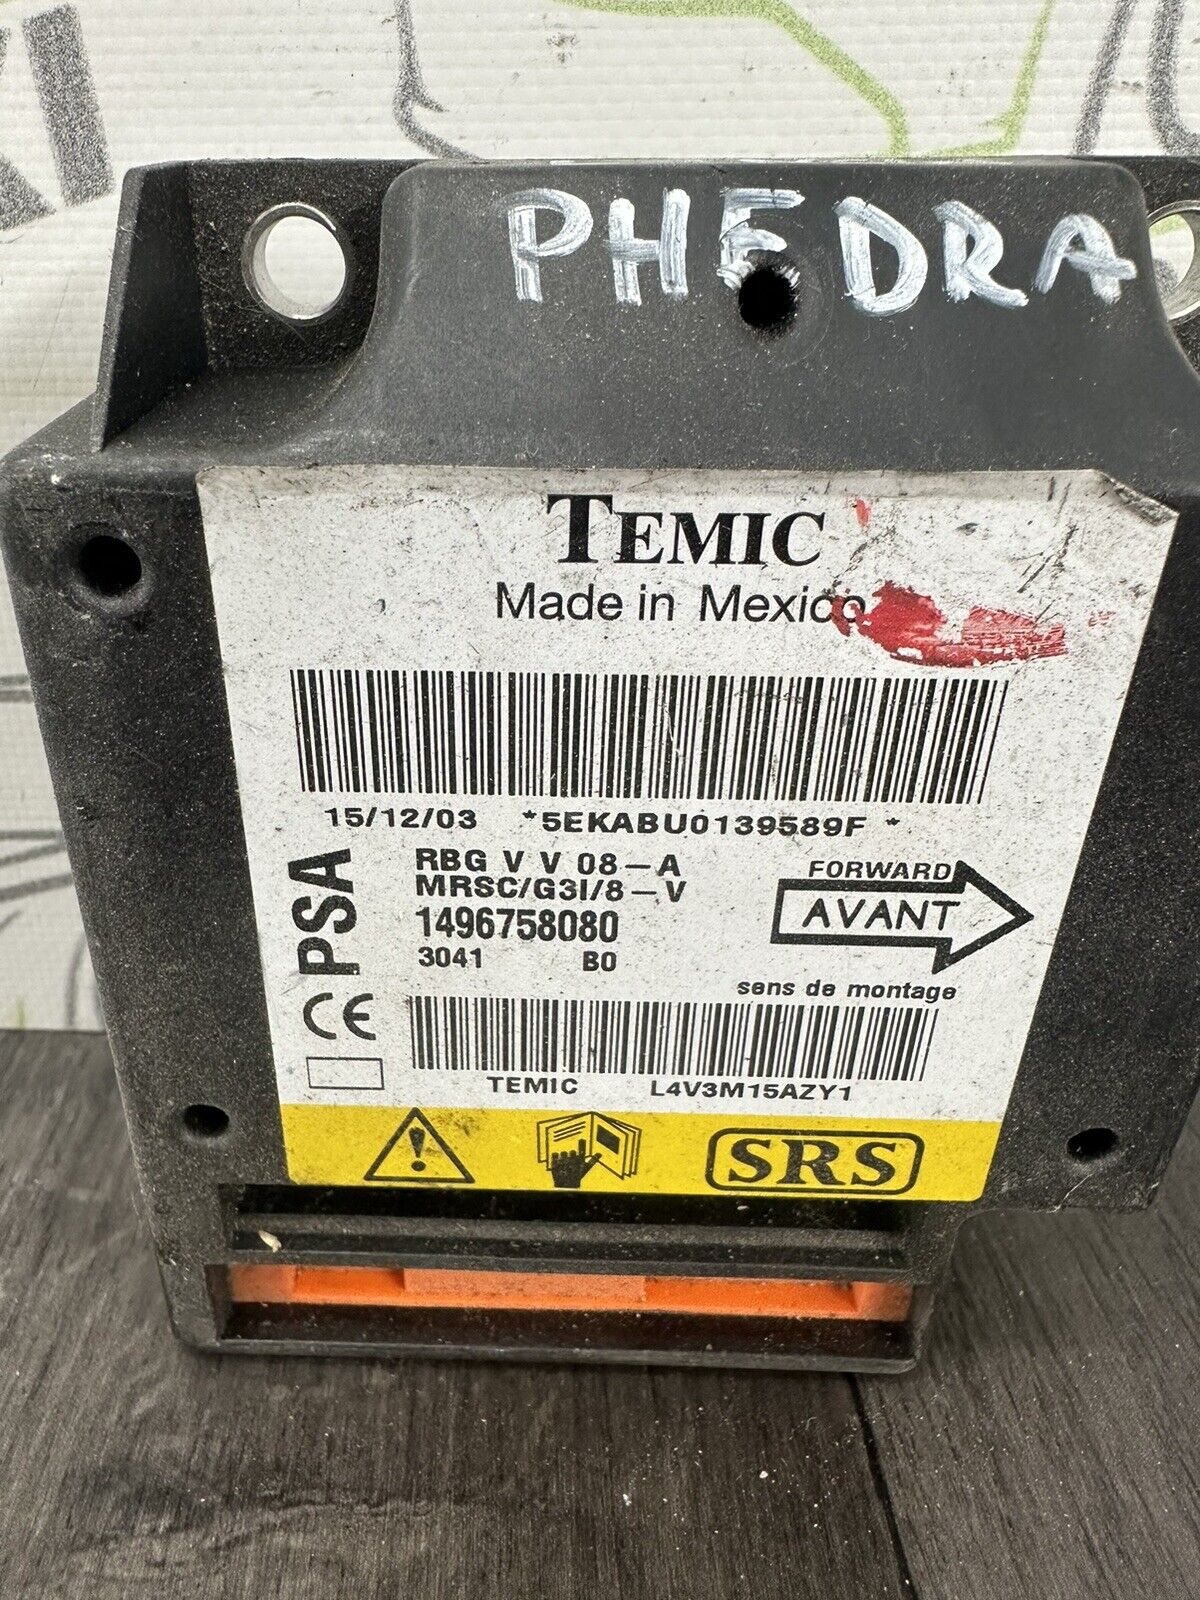 PHEDRA
TEMIC
Made in Mexico
15/12/03 *5EKABU0139589F *
PSA
RBG V V 08-A
MRSC/G3I/8-V
1496758080
3041 B0
FORWARD
AVANT
sens de montage
CE
TEMIC L4V3M15AZY1
SRS